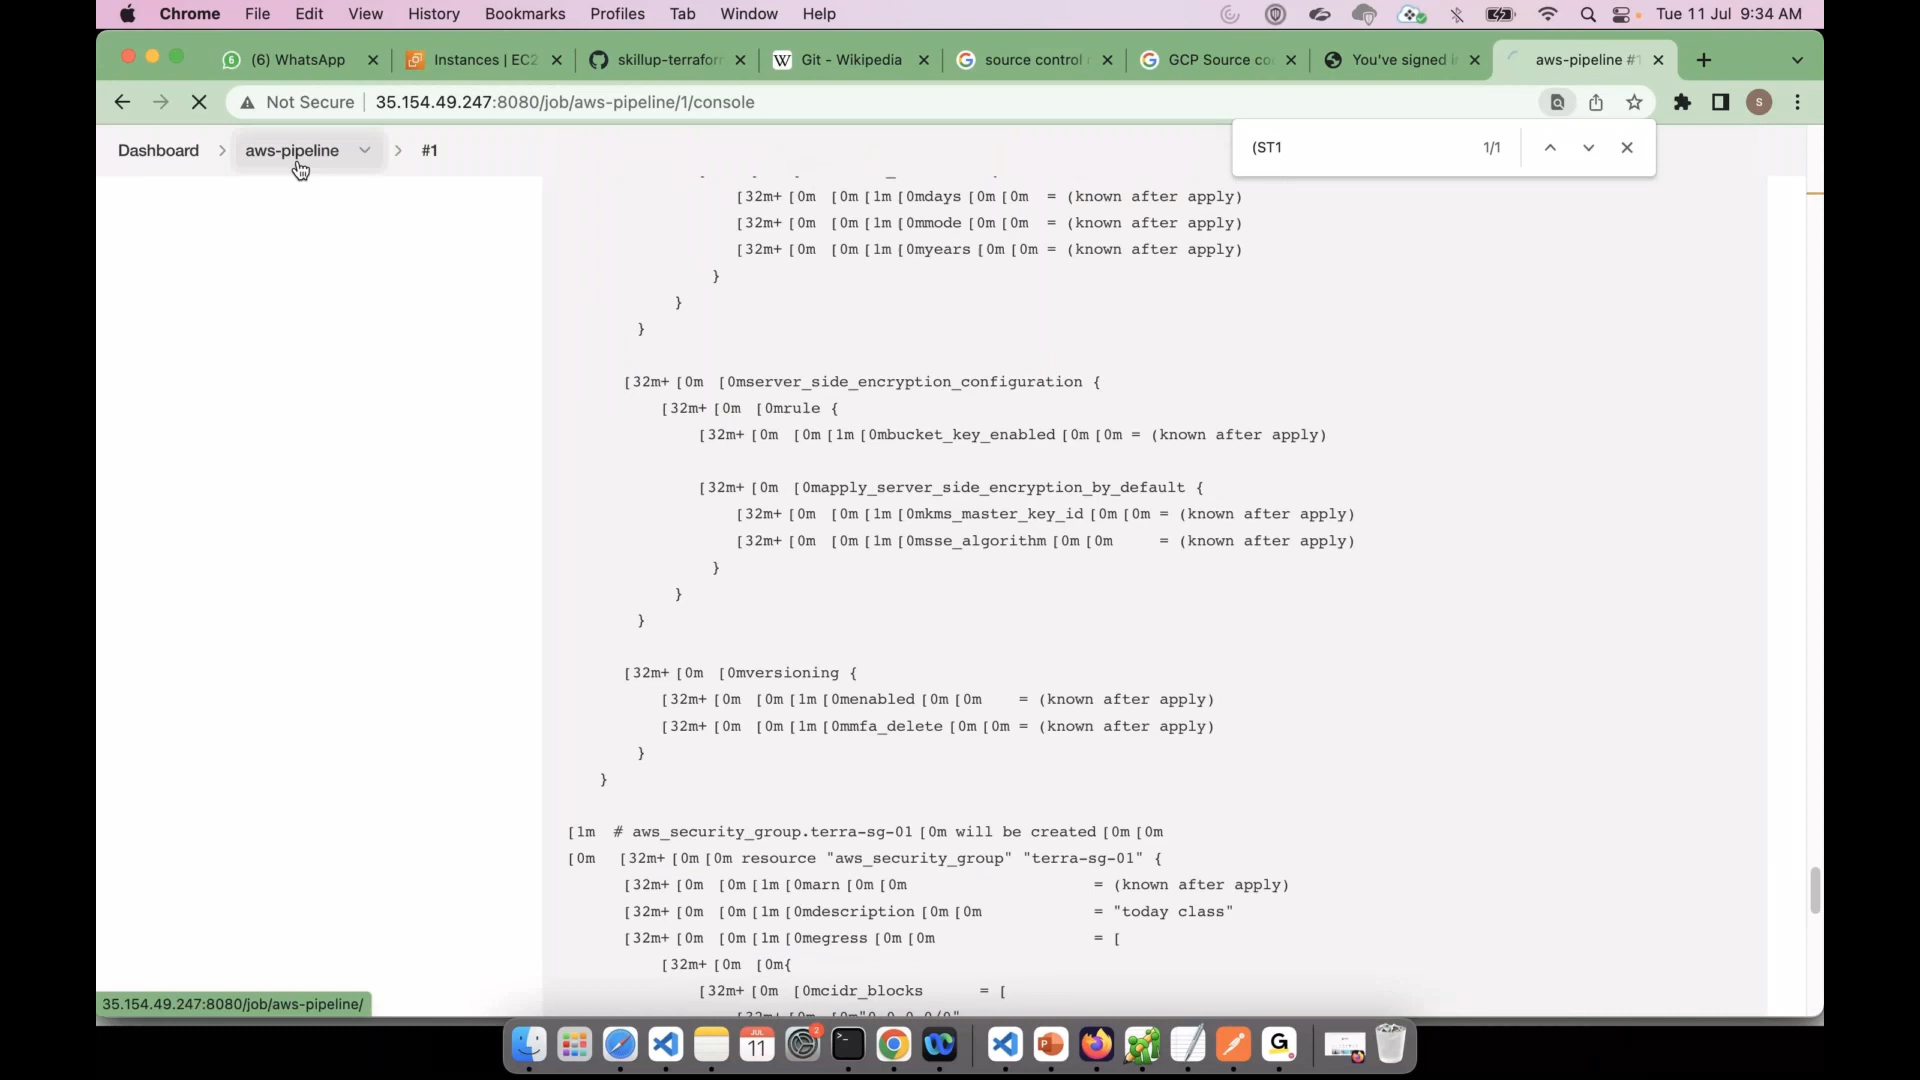 Chrome File Edit View History Bookmarks Profiles Tab Window Help Tue 11 Jul 9:34 AM
(6) WhatsApp Instances | EC2 skillup-terrafor Git - Wikipedia source control GCP Source co You've signed i aws-pipeline #1
Not Secure 35.154.49.247:8080/job/aws-pipeline/1/console S
(ST1 1/1
Dashboard aws-pipeline #1
[32m+ [0m [0m [1m [0mdays [0m [0m = (known after apply)
[32m+ [0m [0m [1m [0mmode [0m [0m = (known after apply)
[32m+ [0m [0m [1m [0myears [0m [0m = (known after apply)
}
}
}
[32m+ [0m [0mserver_side_encryption_configuration {
[32m+ [0m [0mrule {
[32m+ [0m [0m [1m [0mbucket_key_enabled [0m [0m = (known after apply)
[32m+ [0m [0mapply_server_side_encryption_by_default {
[32m+ [0m [0m [1m [0mkms_master_key_id [0m [0m = (known after apply)
[32m+ [0m [0m [1m [0msse_algorithm [0m [0m = (known after apply)
}
}
}
[32m+ [0m [0mversioning {
[32m+ [0m [0m [1m [0menabled [0m [0m = (known after apply)
[32m+ [0m [0m [1m [0mmfa_delete [0m [0m = (known after apply)
}
}
[1m # aws_security_group.terra-sg-01 [0m will be created [0m [0m
[0m [32m+ [0m [0m resource "aws_security_group" "terra-sg-01" {
[32m+ [0m [0m [1m [0marn [0m [0m = (known after apply)
[32m+ [0m [0m [1m [0mdescription [0m [0m = "today class"
[32m+ [0m [0m [1m [0megress [0m [0m = [
[32m+ [0m [0m{
[32m+ [0m [0mcidr_blocks = [
35.154.49.247:8080/job/aws-pipeline/
JUL
11
2